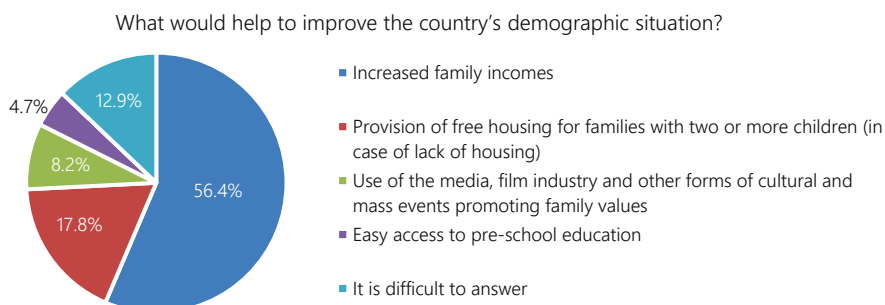 What would help to improve the country’s demographic situation?
12.9%
4.7%
8.2%
17.8%
56.4%
Increased family incomes
Provision of free housing for families with two or more children (in
case of lack of housing)
Use of the media, film industry and other forms of cultural and
mass events promoting family values
Easy access to pre-school education
It is difficult to answer